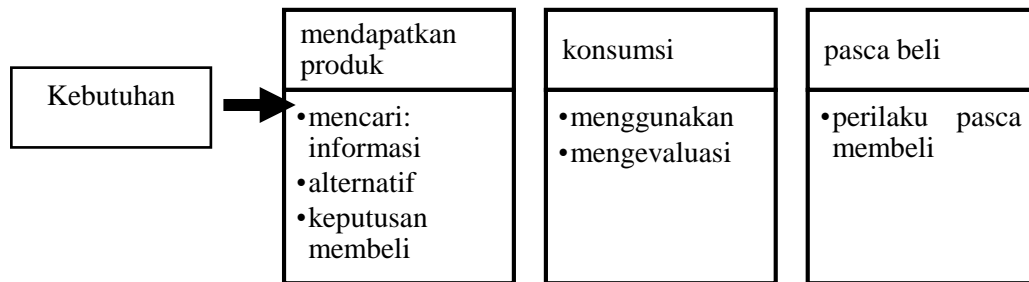 Kebutuhan
mendapatkan
produk
•mencari:
informasi
•alternatif
•keputusan
membeli
konsumsi
•menggunakan
•mengevaluasi
pasca beli
•perilaku pasca
membeli